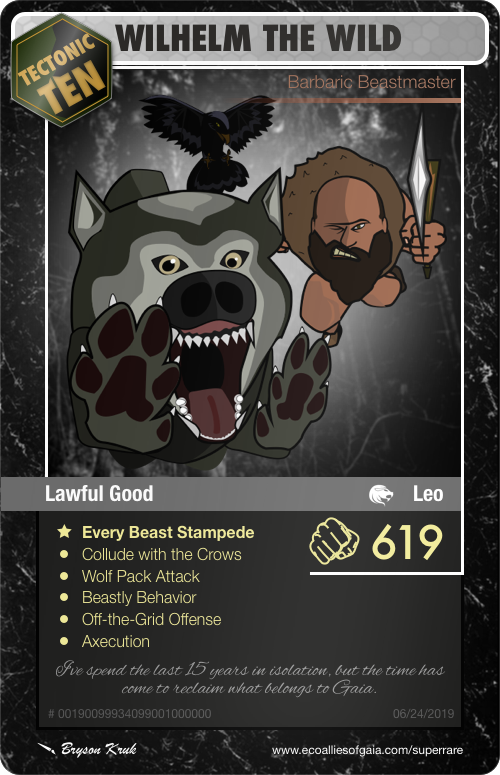 WILHELM THE WILD
TECTONIC
TEN
Barbaric Beastmaster
Lawful Good
Leo
Every Beast Stampede
619
Collude with the Crows
Wolf Pack Attack
Beastly Behavior
Off-the-Grid Offense
Axecution
I've spend the last 15 years in isolation, but the time has
come to reclaim what belongs to Gaia.
# 00190099934099001000000
06/24/2019
Bryson Kruk
www.ecoalliesofgaia.com/superrare